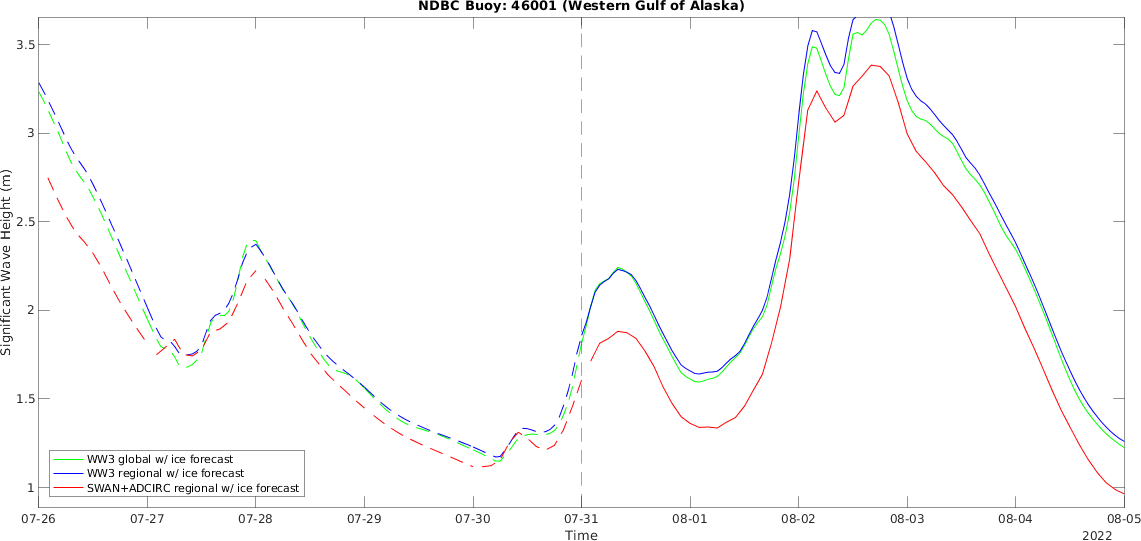 NDBC Buoy: 46001 (Western Gulf of Alaska)
3.5
3
2.5
2
1.5
1
Significant Wave Height (m)
WW3 global w/ ice forecast
WW3 regional w/ ice forecast
SWAN+ADCIRC regional w/ ice forecast
07-26 07-27 07-28 07-29 07-30 07-31 08-01 08-02 08-03 08-04 08-05
Time
2022